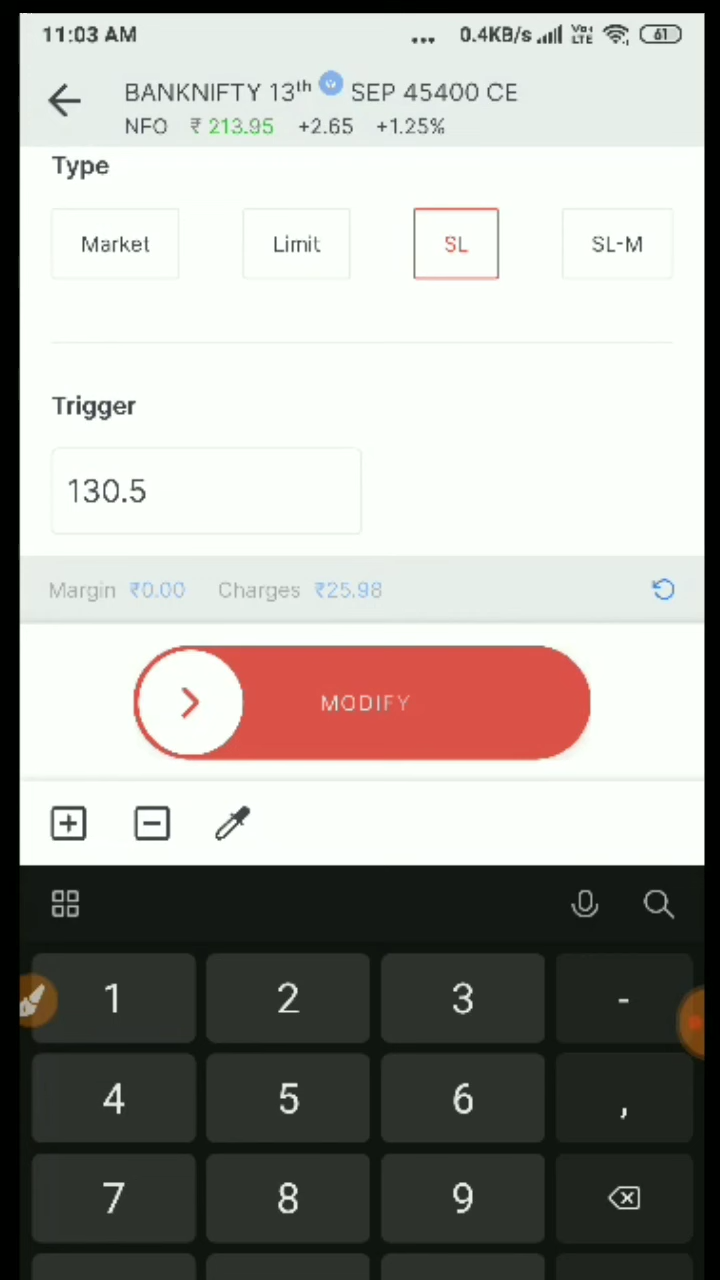 11:03 AM ... 0.4KB/s Vo LTE 61
BANKNIFTY 13th w SEP 45400 CE
NFO ₹ 213.95 +2.65 +1.25%
Type
Market Limit SL SL-M
Trigger
130.5
Margin ₹0.00 Charges ₹25.98
MODIFY
1 2 3 -
4 5 6 ,
7 8 9